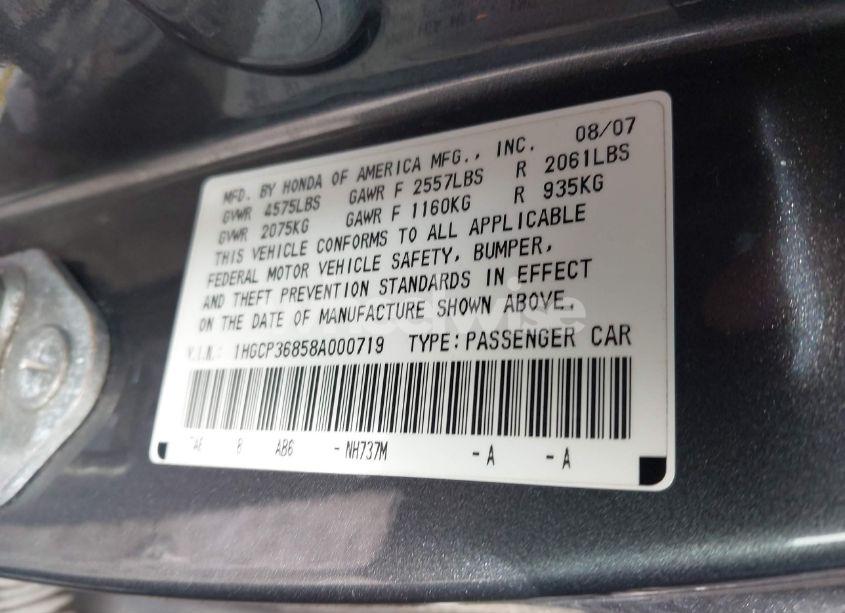 08/07
MFD. BY HONDA OF AMERICA MFG., INC.
GVWR 4575LBS GAWR F 2557LBS R 2061LBS
GVWR 2075KG GAWR F 1160KG R 935KG
THIS VEHICLE CONFORMS TO ALL APPLICABLE
FEDERAL MOTOR VEHICLE SAFETY, BUMPER,
AND THEFT PREVENTION STANDARDS IN EFFECT
ON THE DATE OF MANUFACTURE SHOWN ABOVE.
V.I.N.: 1HGCP36858A000719 TYPE: PASSENGER CAR
B AB6 - NH737M - A - A